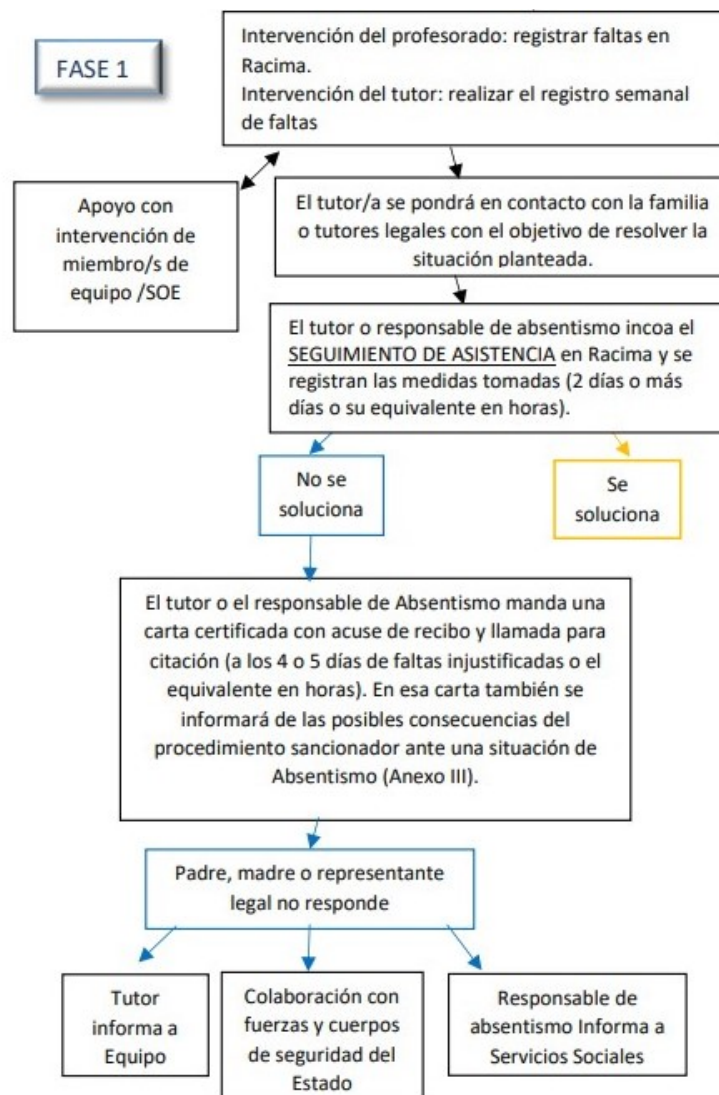 FASE 1
Intervención del profesorado: registrar faltas en
Racima.
Intervención del tutor: realizar el registro semanal
de faltas
Apoyo con
intervención de
miembro/s de
equipo /SOE
El tutor/a se pondrá en contacto con la familia
o tutores legales con el objetivo de resolver la
situación planteada.
El tutor o responsable de absentismo incoa el
SEGUIMIENTO DE ASISTENCIA en Racima y se
registran las medidas tomadas (2 días o más
días o su equivalente en horas).
No se
soluciona
Se
soluciona
El tutor o el responsable de Absentismo manda una
carta certificada con acuse de recibo y llamada para
citación (a los 4 o 5 días de faltas injustificadas o el
equivalente en horas). En esa carta también se
informará de las posibles consecuencias del
procedimiento sancionador ante una situación de
Absentismo (Anexo III).
Padre, madre o representante
legal no responde
Tutor
informa a
Equipo
Colaboración con
fuerzas y cuerpos
de seguridad del
Estado
Responsable de
absentismo Informa a
Servicios Sociales